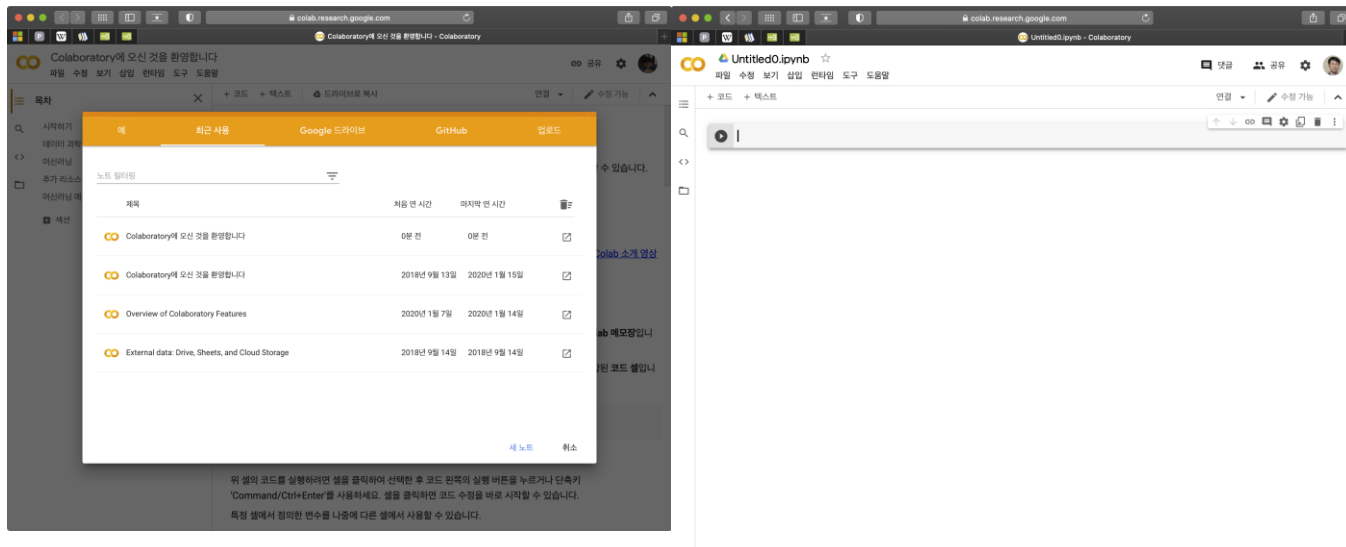 colab.research.google.com
Colaboratory에 오신 것을 환영합니다 - Colaboratory
Colaboratory에 오신 것을 환영합니다
파일 수정 보기 삽입 런타임 도구 도움말
공유
목차
+ 코드 + 텍스트 드라이브로 복사
연결 수정 가능
시작하기
데이터 과학
머신러닝
추가 리소스
머신러닝 예
섹션
예 최근 사용 Google 드라이브 GitHub 업로드
노트 필터링
제목 처음 연 시간 마지막 연 시간
Colaboratory에 오신 것을 환영합니다 0분 전 0분 전
Colaboratory에 오신 것을 환영합니다 2018년 9월 13일 2020년 1월 15일
Overview of Colaboratory Features 2020년 1월 7일 2020년 1월 14일
External data: Drive, Sheets, and Cloud Storage 2018년 9월 14일 2018년 9월 14일
새 노트 취소
수 있습니다.
Colab 소개 영상
ab 메모장입니
된 코드 셀입니
위 셀의 코드를 실행하려면 셀을 클릭하여 선택한 후 코드 왼쪽의 실행 버튼을 누르거나 단축키
'Command/Ctrl+Enter'를 사용하세요. 셀을 클릭하면 코드 수정을 바로 시작할 수 있습니다.
특정 셀에서 정의한 변수를 나중에 다른 셀에서 사용할 수 있습니다.
colab.research.google.com
Untitled0.ipynb - Colaboratory
Untitled0.ipynb
파일 수정 보기 삽입 런타임 도구 도움말
댓글 공유
+ 코드 + 텍스트
연결 수정 가능